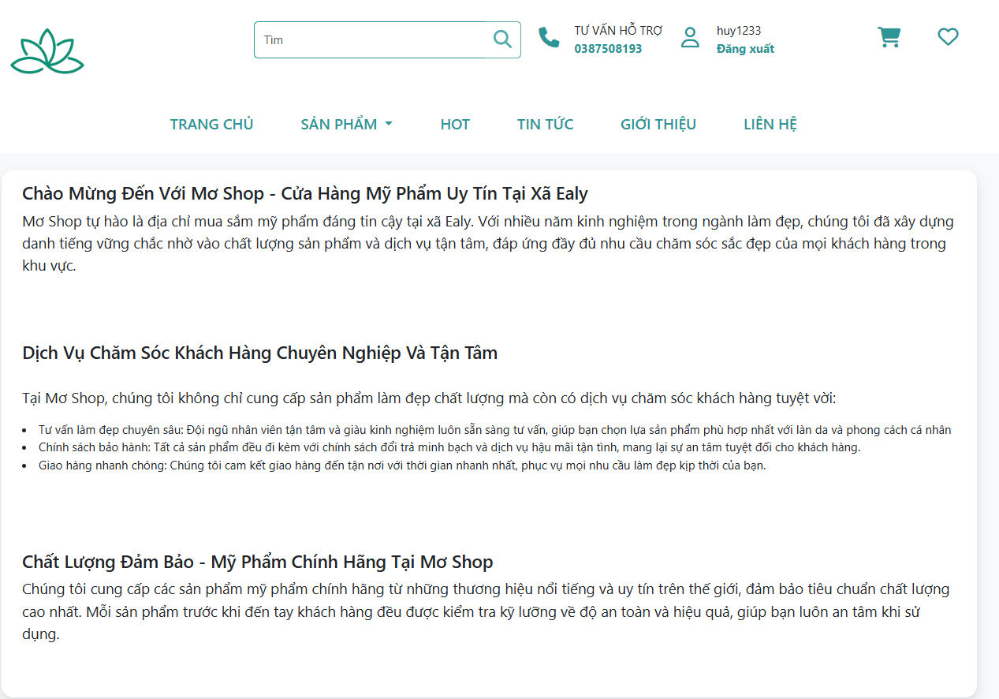 Tìm
TƯ VẤN HỖ TRỢ
0387508193
huy1233
Đăng xuất
TRANG CHỦ SẢN PHẨM HOT TIN TỨC GIỚI THIỆU LIÊN HỆ
Chào Mừng Đến Với Mơ Shop - Cửa Hàng Mỹ Phẩm Uy Tín Tại Xã Ealy
Mơ Shop tự hào là địa chỉ mua sắm mỹ phẩm đáng tin cậy tại xã Ealy. Với nhiều năm kinh nghiệm trong ngành làm đẹp, chúng tôi đã xây dựng
danh tiếng vững chắc nhờ vào chất lượng sản phẩm và dịch vụ tận tâm, đáp ứng đầy đủ nhu cầu chăm sóc sắc đẹp của mọi khách hàng trong
khu vực.
Dịch Vụ Chăm Sóc Khách Hàng Chuyên Nghiệp Và Tận Tâm
Tại Mơ Shop, chúng tôi không chỉ cung cấp sản phẩm làm đẹp chất lượng mà còn có dịch vụ chăm sóc khách hàng tuyệt vời:
• Tư vấn làm đẹp chuyên sâu: Đội ngũ nhân viên tận tâm và giàu kinh nghiệm luôn sẵn sàng tư vấn, giúp bạn chọn lựa sản phẩm phù hợp nhất với làn da và phong cách cá nhân
• Chính sách bảo hành: Tất cả sản phẩm đều đi kèm với chính sách đổi trả minh bạch và dịch vụ hậu mãi tận tình, mang lại sự an tâm tuyệt đối cho khách hàng.
• Giao hàng nhanh chóng: Chúng tôi cam kết giao hàng đến tận nơi với thời gian nhanh nhất, phục vụ mọi nhu cầu làm đẹp kịp thời của bạn.
Chất Lượng Đảm Bảo - Mỹ Phẩm Chính Hãng Tại Mơ Shop
Chúng tôi cung cấp các sản phẩm mỹ phẩm chính hãng từ những thương hiệu nổi tiếng và uy tín trên thế giới, đảm bảo tiêu chuẩn chất lượng
cao nhất. Mỗi sản phẩm trước khi đến tay khách hàng đều được kiểm tra kỹ lưỡng về độ an toàn và hiệu quả, giúp bạn luôn an tâm khi sử
dụng.